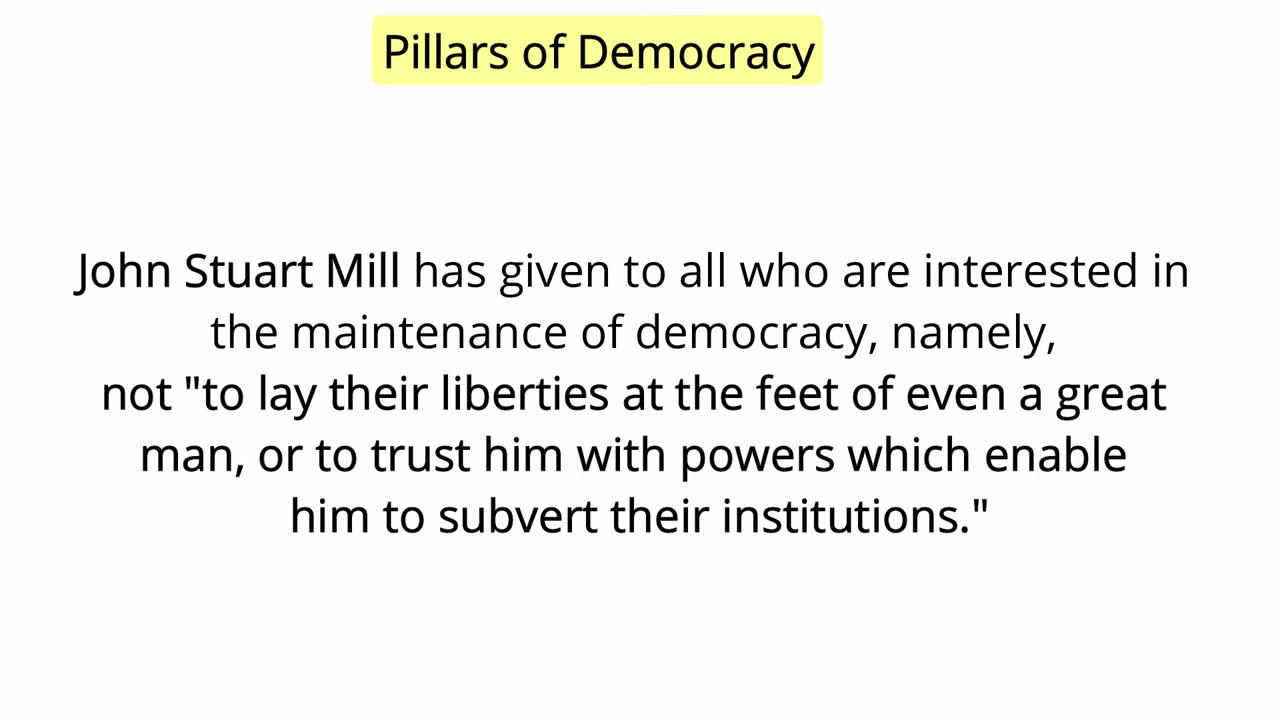 Pillars of Democracy
John Stuart Mill has given to all who are interested in
the maintenance of democracy, namely,
not "to lay their liberties at the feet of even a great
man, or to trust him with powers which enable
him to subvert their institutions."